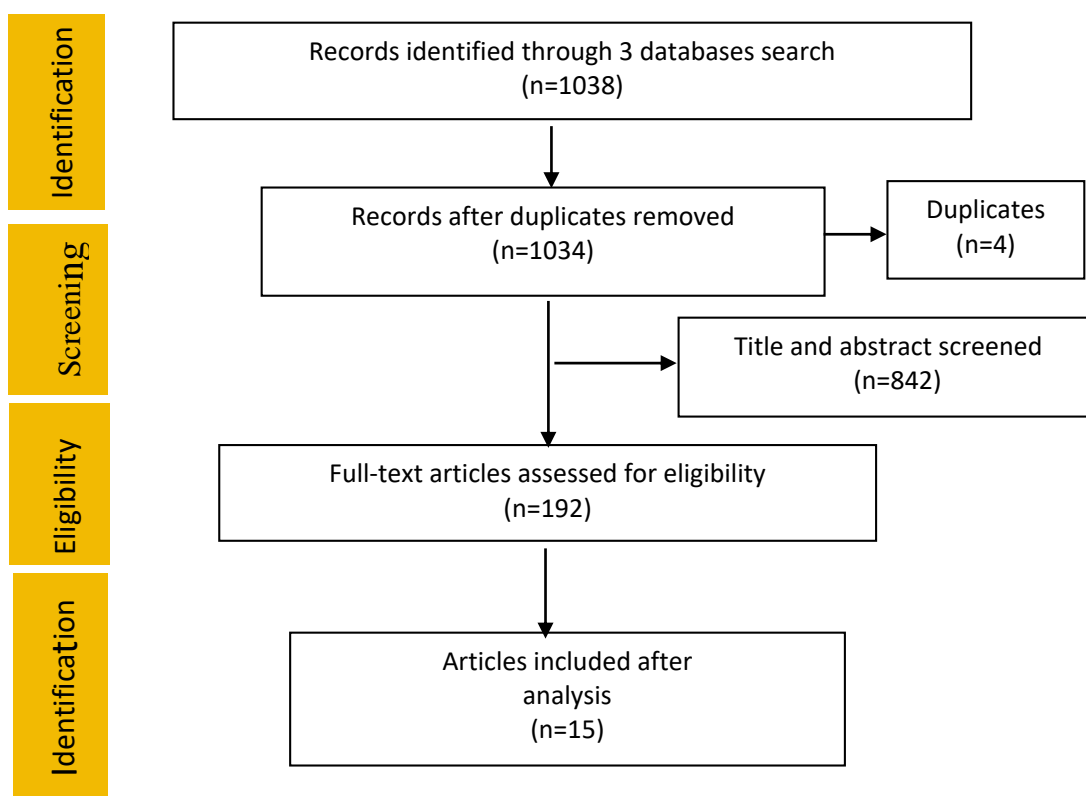 Identification
Records identified through 3 databases search
(n=1038)
Records after duplicates removed
(n=1034)
Duplicates
(n=4)
Screening
Title and abstract screened
(n=842)
Eligibility
Full-text articles assessed for eligibility
(n=192)
Identification
Articles included after
analysis
(n=15)